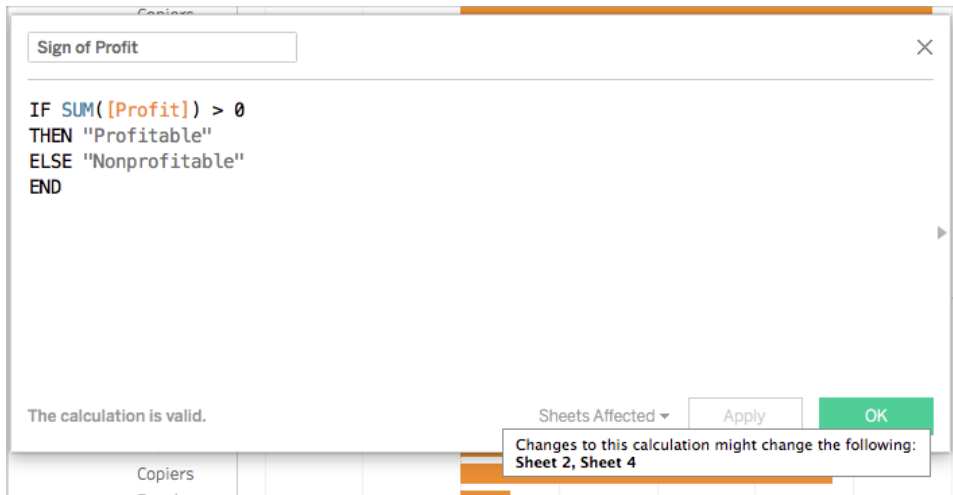 Copiers
Sign of Profit
IF SUM([Profit]) > 0
THEN "Profitable"
ELSE "Nonprofitable"
END
The calculation is valid.
Sheets Affected
Apply
OK
Changes to this calculation might change the following:
Sheet 2, Sheet 4
Copiers